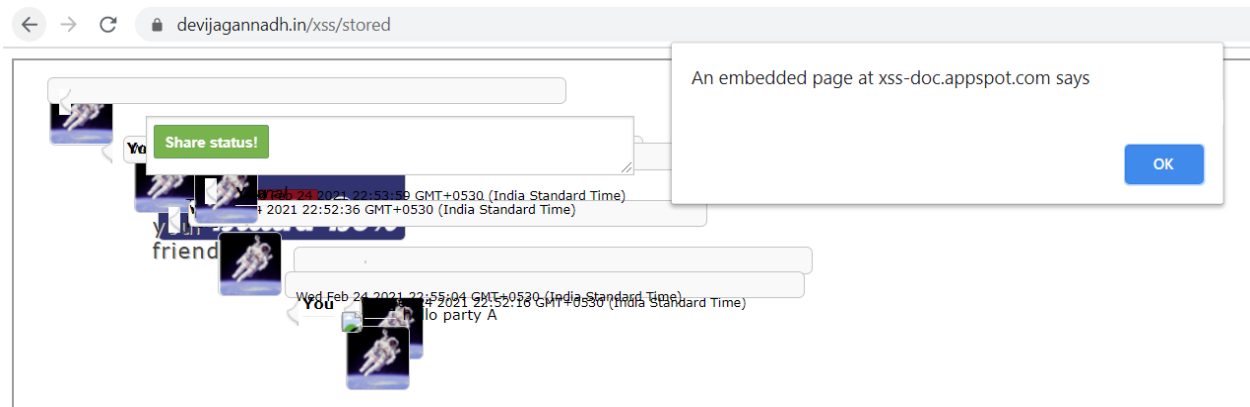 devijagannadh.in/xss/stored
An embedded page at xss-doc.appspot.com says
OK
Share status!
24 2021 22:53:59 GMT+0530 (India Standard Time)
2021 22:52:36 GMT+0530 (India Standard Time)
friend
Wed Feb 24 2021 22:55:04 GMT+0530 (India Standard Time)
2021 22:52:16 GMT+0530 (India Standard Time)
You
party A